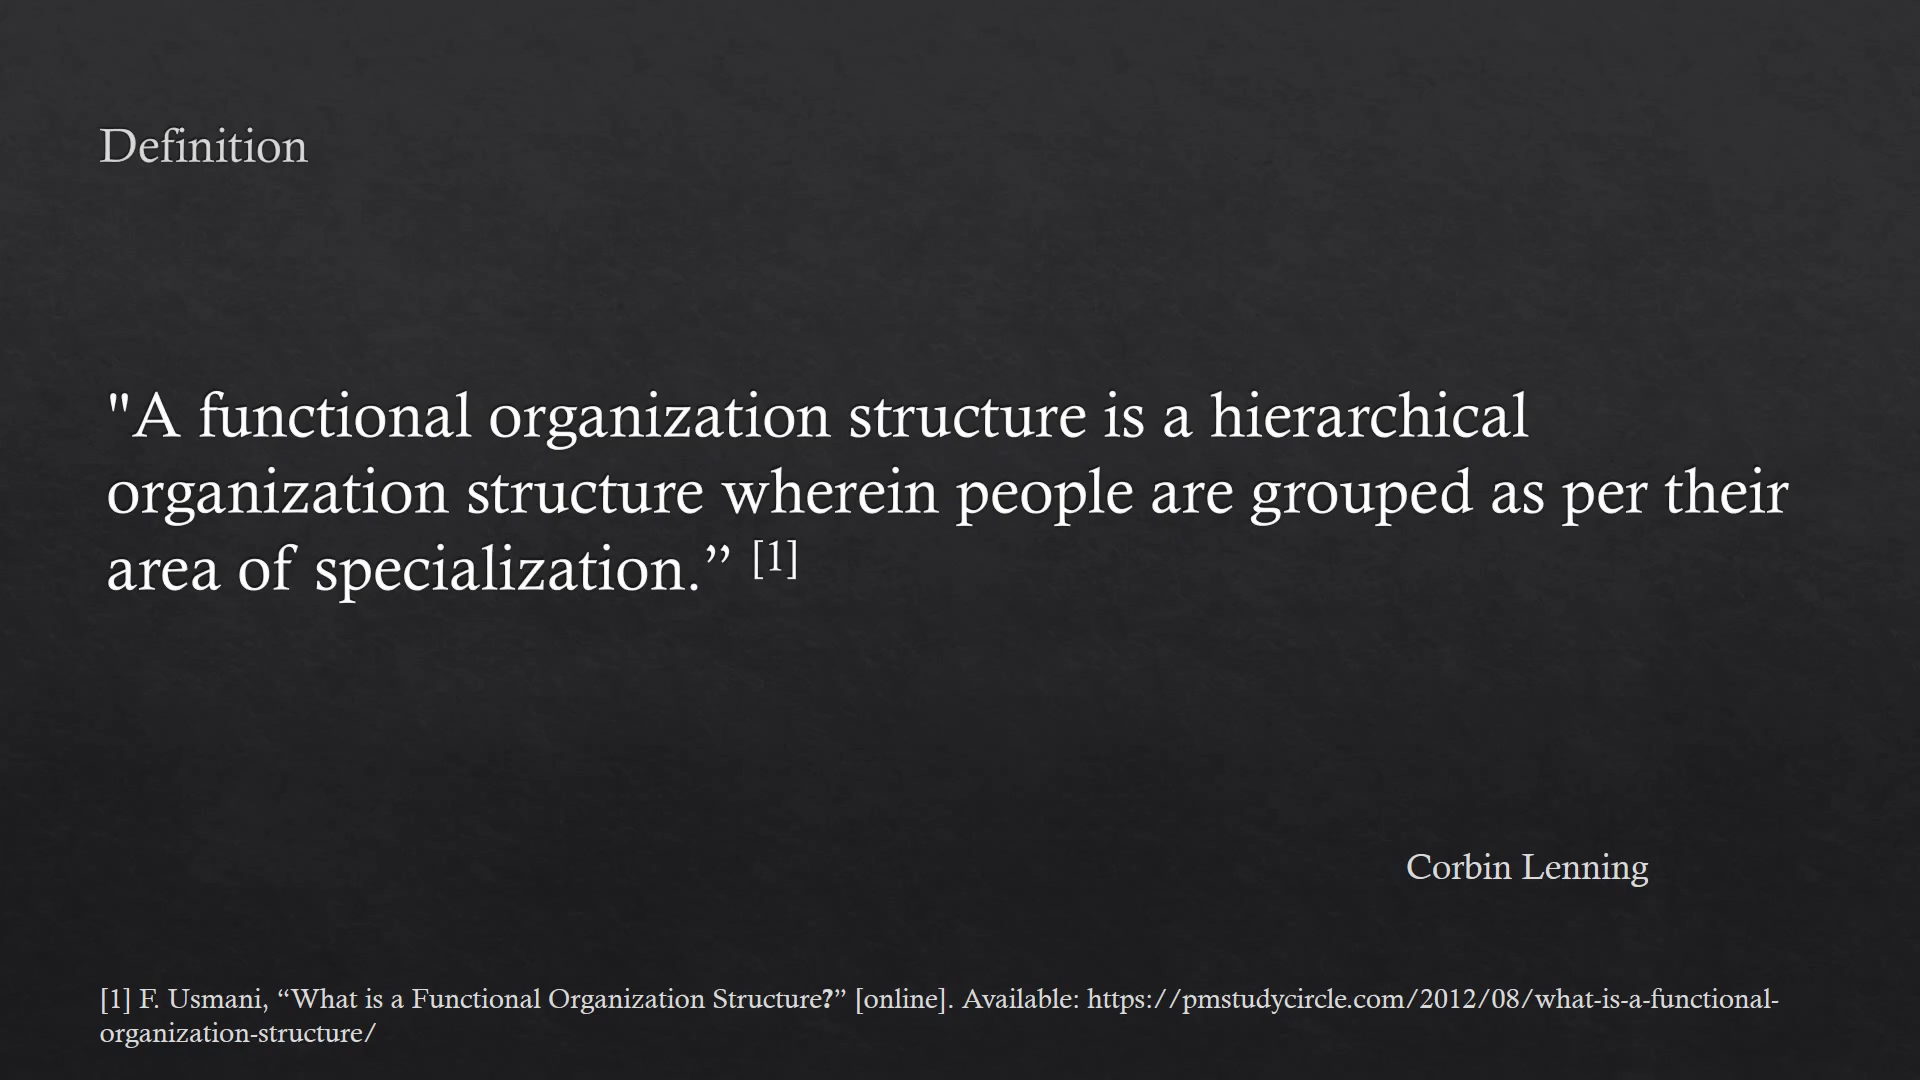 Definition
"A functional organization structure is a hierarchical
organization structure wherein people are grouped as per their
area of specialization.” [1]
Corbin Lenning
[1] F. Usmani, “What is a Functional Organization Structure?” [online]. Available: https://pmstudycircle.com/2012/08/what-is-a-functional-
organization-structure/